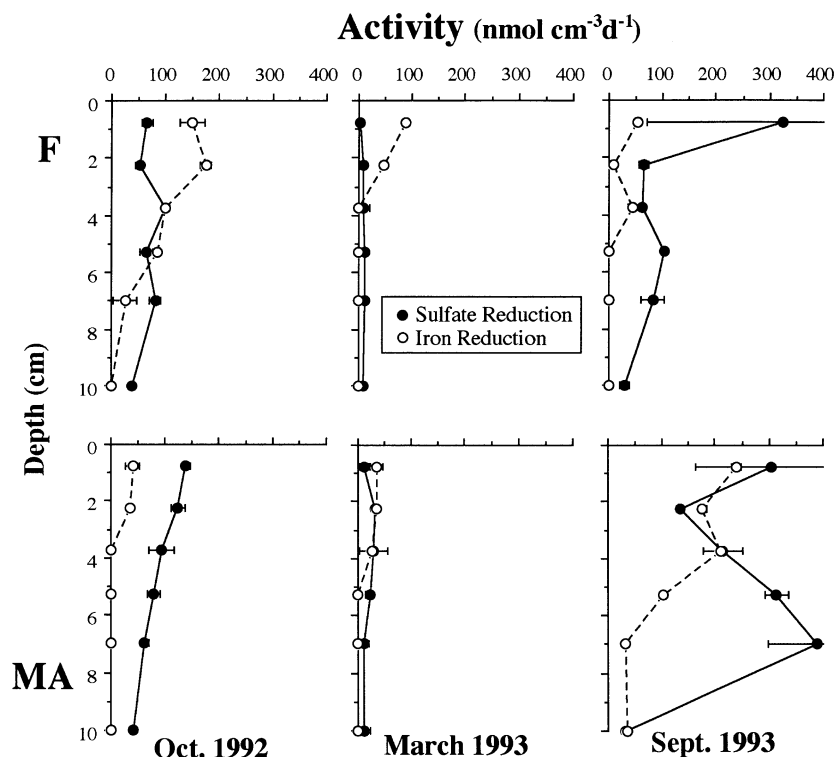 Activity (nmol cm-3d-1)
0 100 200 300 400
0 100 200 300 400
0 100 200 300 400
F
0
2
4
6
8
10
Sulfate Reduction
Iron Reduction
Depth (cm)
MA
0
2
4
6
8
10
Oct. 1992
March 1993
Sept. 1993